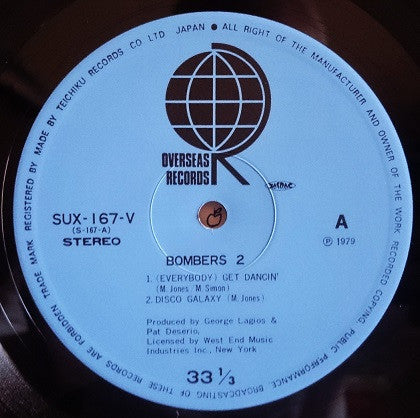 TRADE MARK REGISTERED BY MADE BY TEICHIKU RECORDS CO LTD JAPAN ● ALL RIGHT OF THE MANUFACTURER AND OWNER OF THE WORK RECORDED COPYING PUBLIC PERFORMANCE BROADCASTING OF THESE RECORDS ARE FORBIDDEN
OVERSEAS
RECORDS
SUX-167-V
(S-167-A)
STEREO
A
Ⓟ 1979
BOMBERS 2
1. (EVERYBODY) GET DANCIN'
(M. Jones/M. Simon)
2. DISCO GALAXY (M. Jones)
Produced by George Lagios &
Pat Deserio,
Licensed by West End Music
Industries Inc., New York
33 1/3